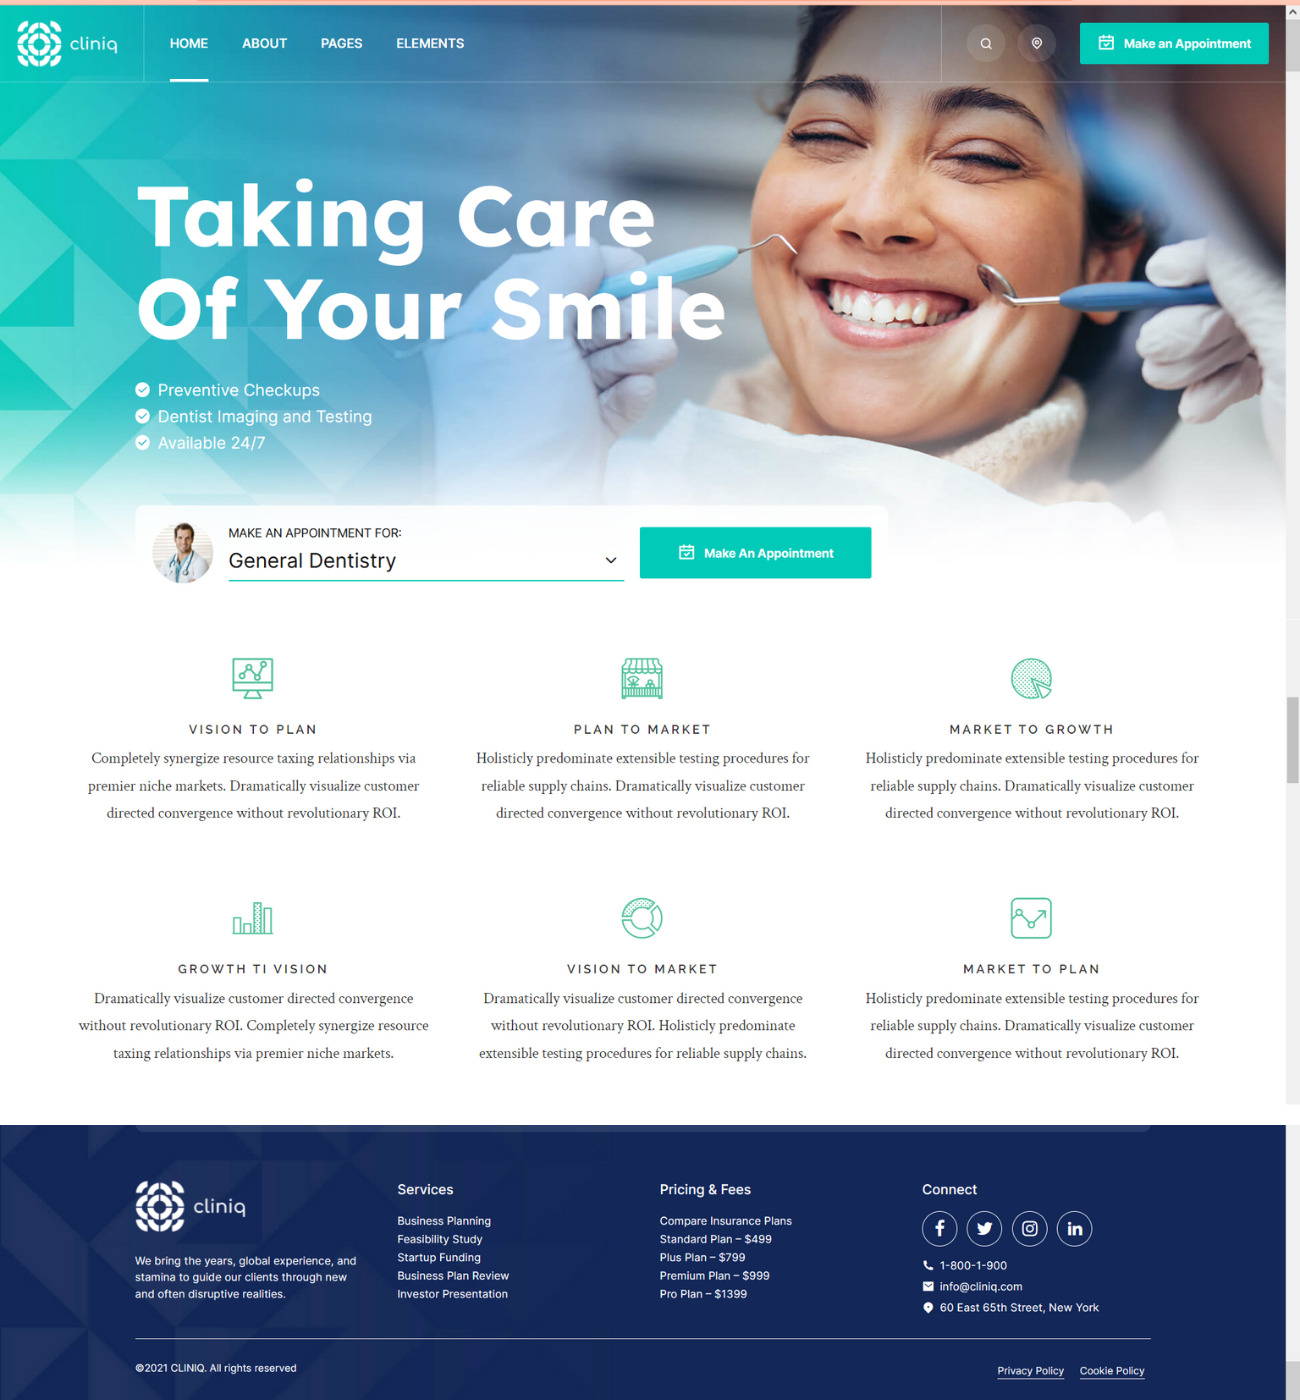 cliniq
HOME ABOUT PAGES ELEMENTS
Make an Appointment
Taking Care
Of Your Smile
Preventive Checkups
Dentist Imaging and Testing
Available 24/7
MAKE AN APPOINTMENT FOR:
General Dentistry
Make An Appointment
VISION TO PLAN
Completely synergize resource taxing relationships via
premier niche markets. Dramatically visualize customer
directed convergence without revolutionary ROI.
PLAN TO MARKET
Holisticly predominate extensible testing procedures for
reliable supply chains. Dramatically visualize customer
directed convergence without revolutionary ROI.
MARKET TO GROWTH
Holisticly predominate extensible testing procedures for
reliable supply chains. Dramatically visualize customer
directed convergence without revolutionary ROI.
GROWTH TI VISION
Dramatically visualize customer directed convergence
without revolutionary ROI. Completely synergize resource
taxing relationships via premier niche markets.
VISION TO MARKET
Dramatically visualize customer directed convergence
without revolutionary ROI. Holisticly predominate
extensible testing procedures for reliable supply chains.
MARKET TO PLAN
Holisticly predominate extensible testing procedures for
reliable supply chains. Dramatically visualize customer
directed convergence without revolutionary ROI.
cliniq
We bring the years, global experience, and
stamina to guide our clients through new
and often disruptive realities.
Services
Business Planning
Feasibility Study
Startup Funding
Business Plan Review
Investor Presentation
Pricing & Fees
Compare Insurance Plans
Standard Plan – $499
Plus Plan – $799
Premium Plan – $999
Pro Plan – $1399
Connect
1-800-1-900
info@cliniq.com
60 East 65th Street, New York
©2021 CLINIQ. All rights reserved
Privacy Policy Cookie Policy